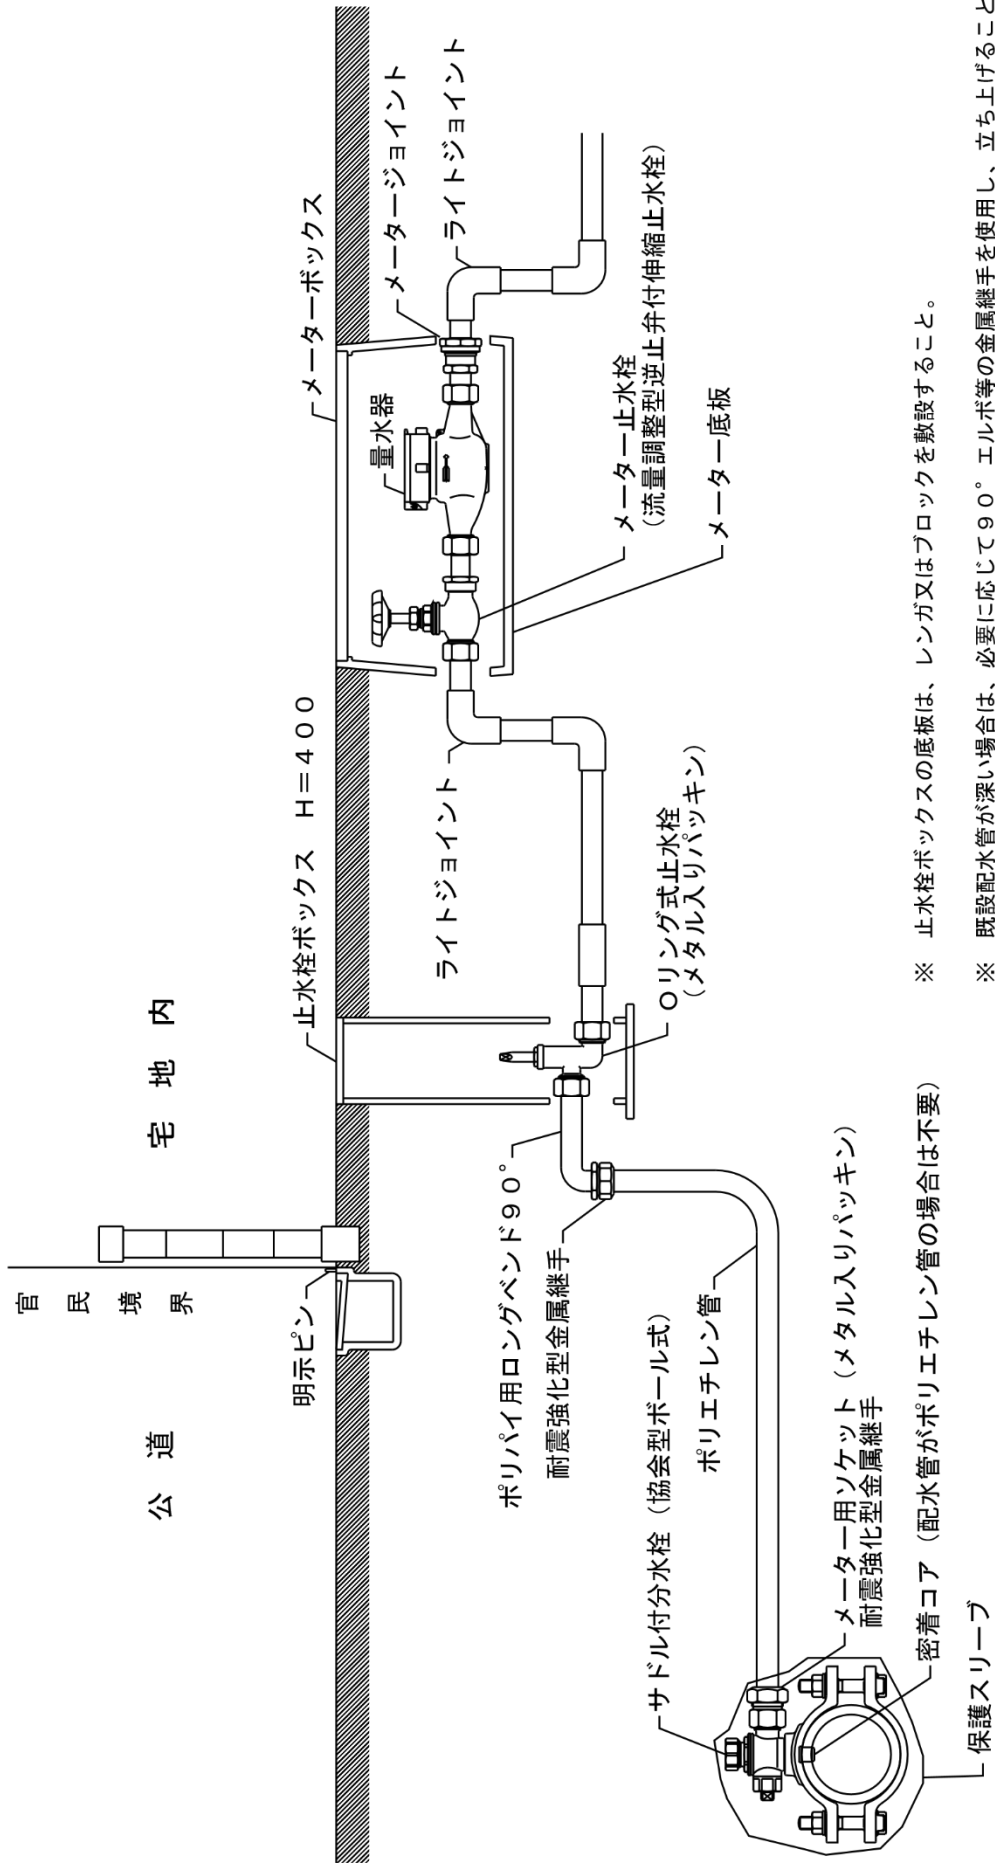 官民境界
公道
宅地内
明示ピン
止水栓ボックス H=400
メーターボックス
量水器
メータージョイント
ライトジョイント
ライトジョイント
メーター止水栓
(流量調整型逆止弁付伸縮止水栓)
メーター底板
Oリング式止水栓
(メタル入りパッキン)
ポリパイ用ロングベンド90°
耐震強化型金属継手
ポリエチレン管
サドル付分水栓(協会型ボール式)
メーター用ソケット(メタル入りパッキン)
耐震強化型金属継手
密着コア(配水管がポリエチレン管の場合は不要)
保護スリーブ
※ 止水栓ボックスの底板は、レンガ又はブロックを敷設すること。
※ 既設配水管が深い場合は、必要に応じて90°エルボ等の金属継手を使用し、立ち上げること